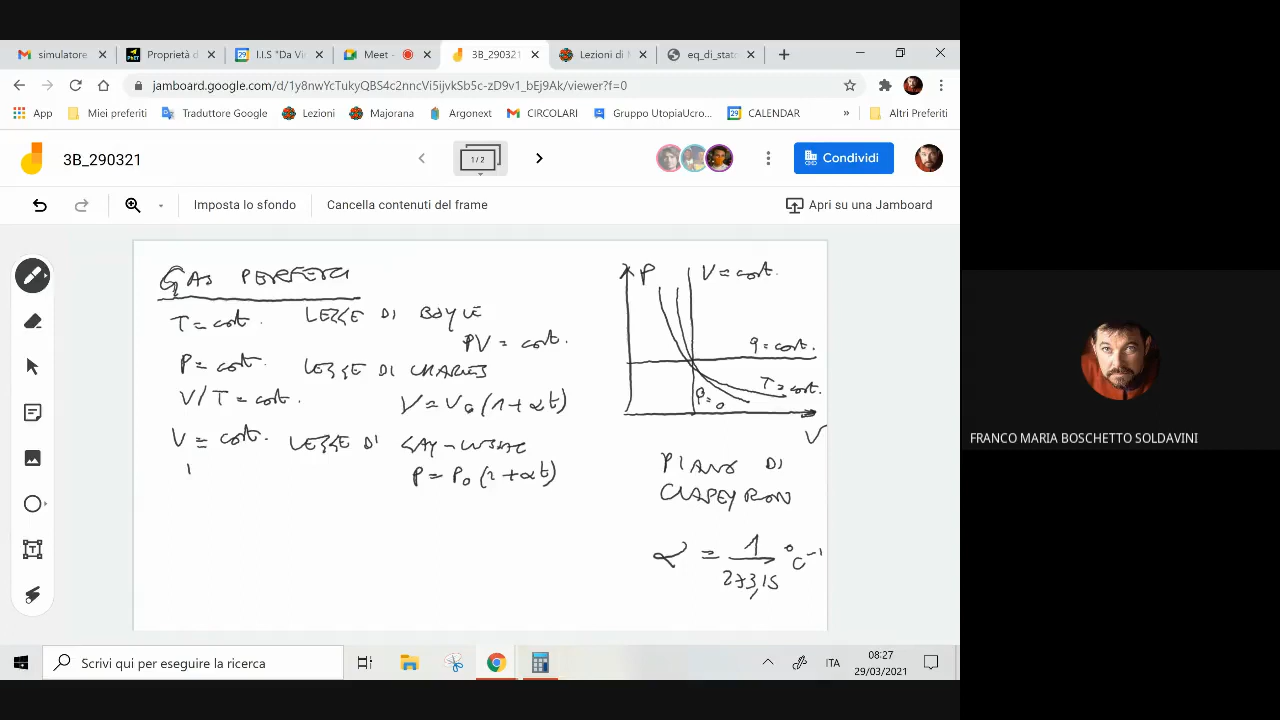 simulatore
Proprietà d
I.I.S "Da Vin
Meet -
3B_290321
Lezioni di M
eq_di_stato
jamboard.google.com/d/1y8nwYcTukyQBS4c2nncVi5ijvkSb5c-zD9v1_bEj9Ak/viewer?f=0
App
Miei preferiti
Traduttore Google
Lezioni
Majorana
Argonext
CIRCOLARI
Gruppo UtopiaUcro...
CALENDAR
»
Altri Preferiti
3B_290321
1/2
Condividi
Imposta lo sfondo
Cancella contenuti del frame
Apri su una Jamboard
GAS PERFETTI
T = cost. LEGGE DI BOYLE
PV = cost.
P = cost. LEGGE DI CHARLES
V/T = cost. V = V₀ (1 + αt)
V = cost. LEGGE DI GAY-LUSSAC
P = P₀ (1 + αt)
P
V = cost.
q = cost.
T = cost.
V
PIANO DI
CLAPEYRON
α = 1/273,15 °C⁻¹
FRANCO MARIA BOSCHETTO SOLDAVINI
Scrivi qui per eseguire la ricerca
ITA
08:27
29/03/2021